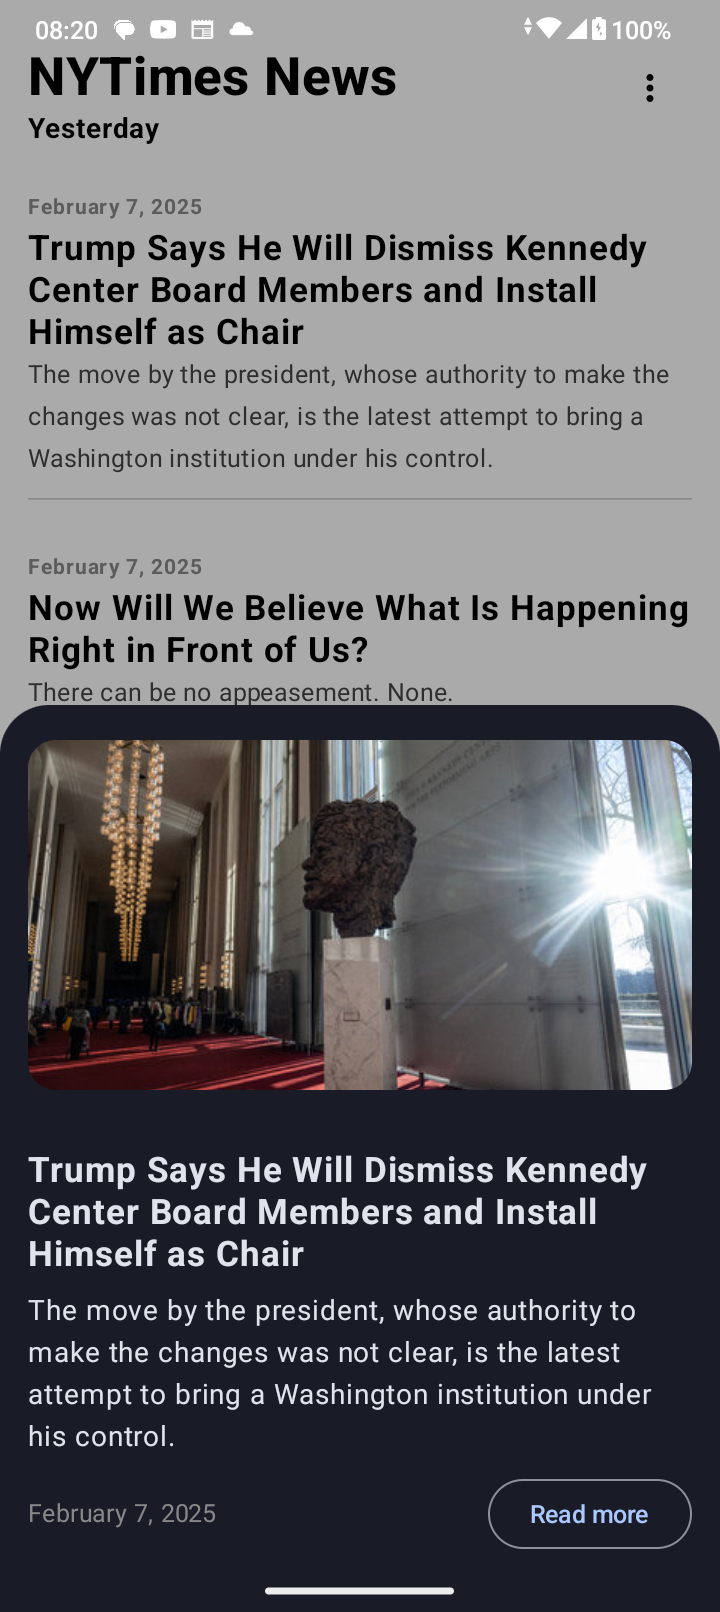 08:20
100%
NYTimes News
Yesterday
February 7, 2025
Trump Says He Will Dismiss Kennedy
Center Board Members and Install
Himself as Chair
The move by the president, whose authority to make the
changes was not clear, is the latest attempt to bring a
Washington institution under his control.
February 7, 2025
Now Will We Believe What Is Happening
Right in Front of Us?
There can be no appeasement. None.
Trump Says He Will Dismiss Kennedy
Center Board Members and Install
Himself as Chair
The move by the president, whose authority to
make the changes was not clear, is the latest
attempt to bring a Washington institution under
his control.
February 7, 2025
Read more